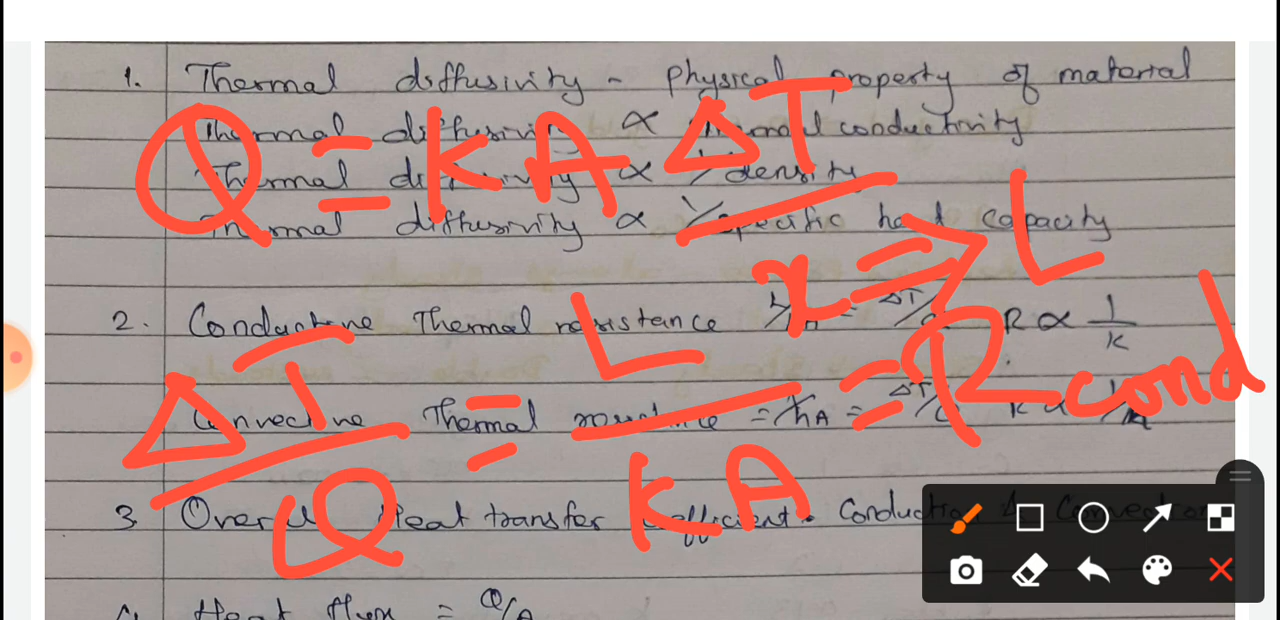 1. Thermal diffusivity - physical property of material
Thermal diffusivity ∝ Thermal conductivity
Thermal diffusivity ∝ 1/density
Thermal diffusivity ∝ 1/specific heat capacity
Q = KA ΔT
x ⇒ L
2. Conductive Thermal resistance = ΔT/ R ∝ 1/K
Convective Thermal = 1/hA = ΔT/
ΔT/Q = L/KA = Rcond
3. Overall Heat transfer Coefficient - Conduction & Convection
Heat flux = Q/A